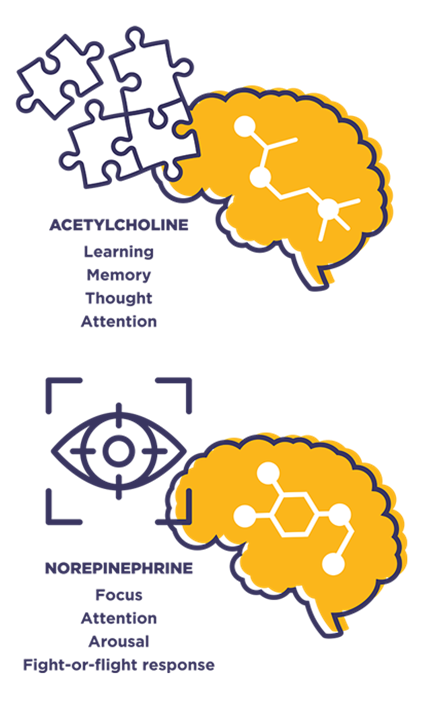 ACETYLCHOLINE
Learning
Memory
Thought
Attention
NOREPINEPHRINE
Focus
Attention
Arousal
Fight-or-flight response